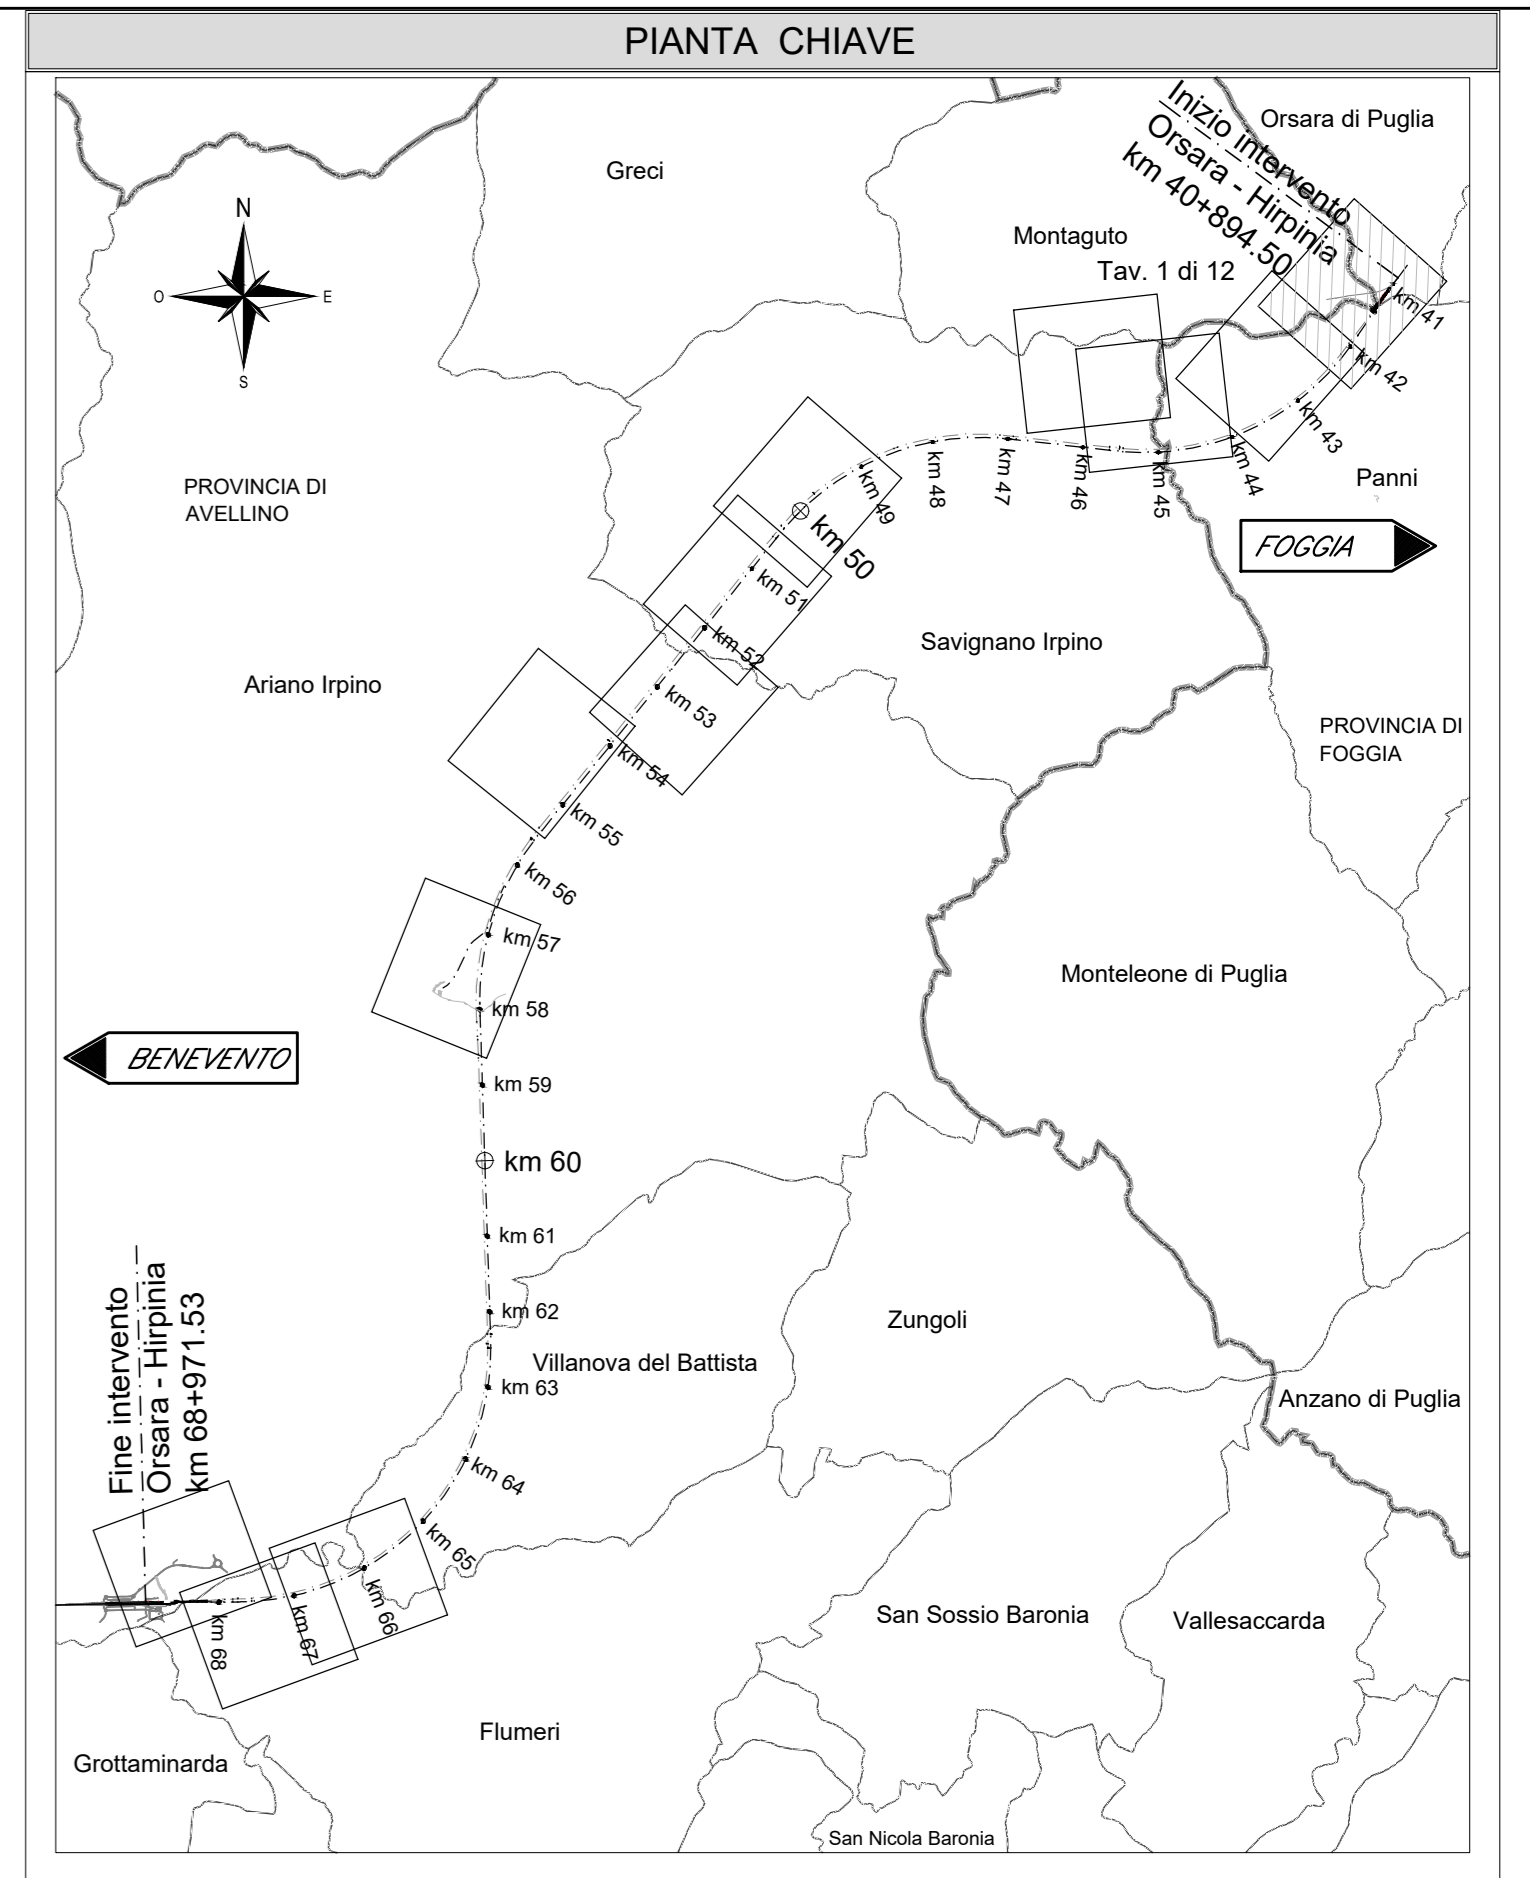 PIANTA CHIAVE
Inizio intervento
Orsara - Hirpinia
km 40+894.50
Orsara di Puglia
Greci
Montaguto
Tav. 1 di 12
N
O
E
S
km 41
km 42
km 43
km 44
km 45
km 46
km 47
km 48
km 49
km 50
km 51
km 52
km 53
km 54
km 55
km 56
km 57
km 58
km 59
km 60
km 61
km 62
km 63
km 64
km 65
km 66
km 67
km 68
PROVINCIA DI
AVELLINO
Panni
FOGGIA
Savignano Irpino
Ariano Irpino
PROVINCIA DI
FOGGIA
Monteleone di Puglia
BENEVENTO
Fine intervento
Orsara - Hirpinia
km 68+971.53
Zungoli
Villanova del Battista
Anzano di Puglia
San Sossio Baronia
Vallesaccarda
Flumeri
Grottaminarda
San Nicola Baronia